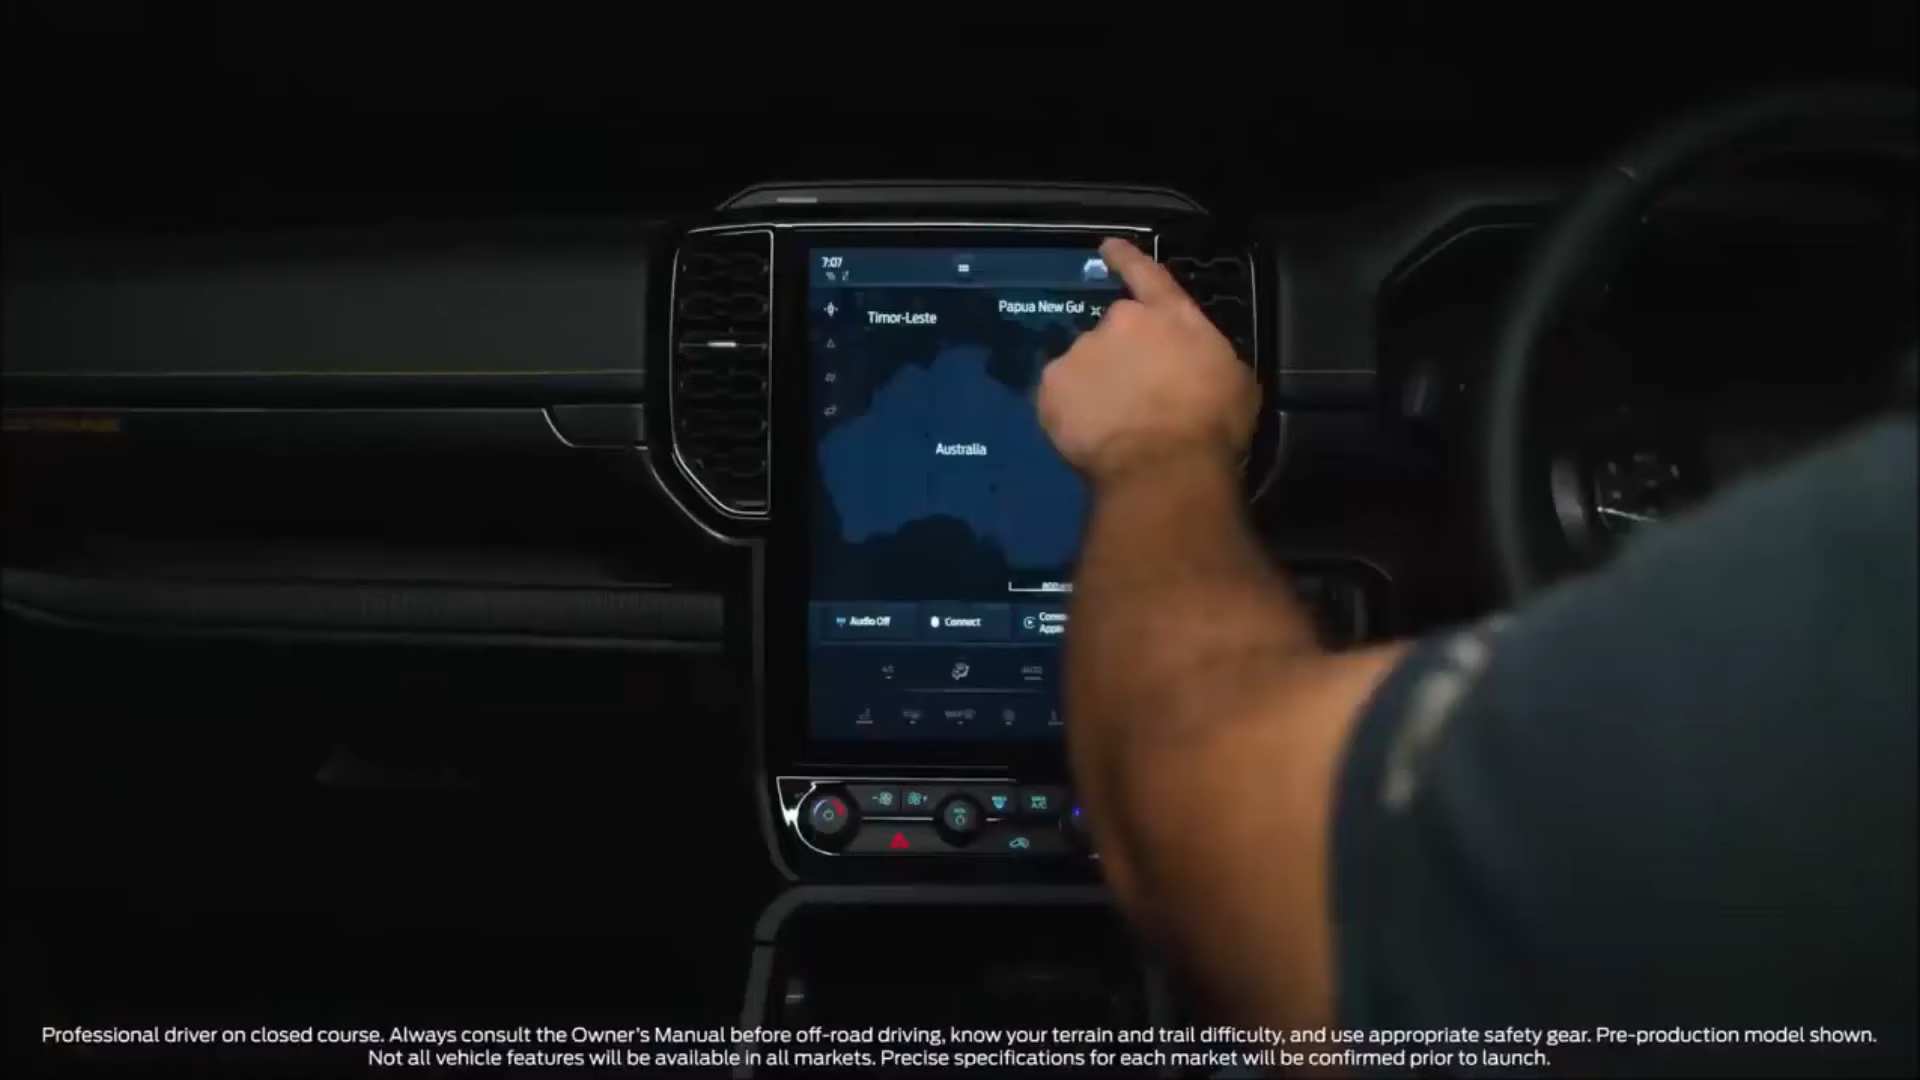 7:07
Timor-Leste
Papua New Gui
Australia
Audio Off
Connect
A/C
AUTO
Professional driver on closed course. Always consult the Owner's Manual before off-road driving, know your terrain and trail difficulty, and use appropriate safety gear. Pre-production model shown.
Not all vehicle features will be available in all markets. Precise specifications for each market will be confirmed prior to launch.